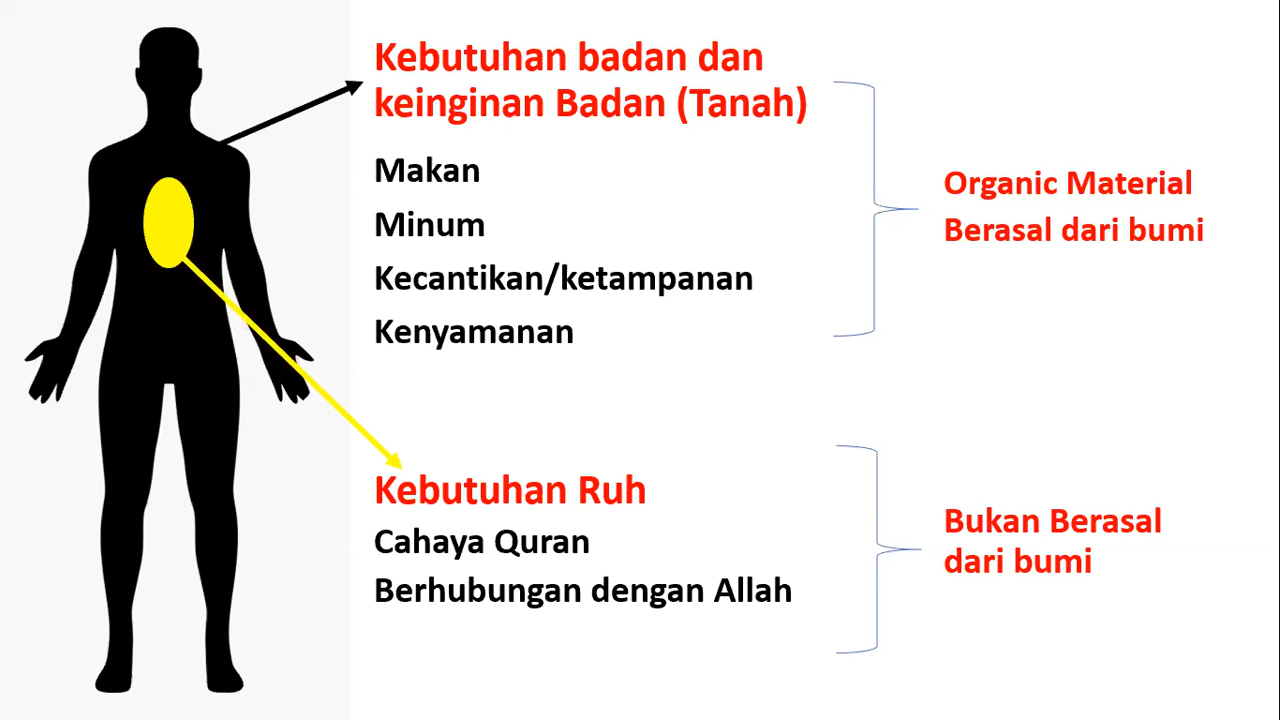 Kebutuhan badan dan
keinginan Badan (Tanah)
Makan
Minum
Kecantikan/ketampanan
Kenyamanan
Organic Material
Berasal dari bumi
Kebutuhan Ruh
Cahaya Quran
Berhubungan dengan Allah
Bukan Berasal
dari bumi